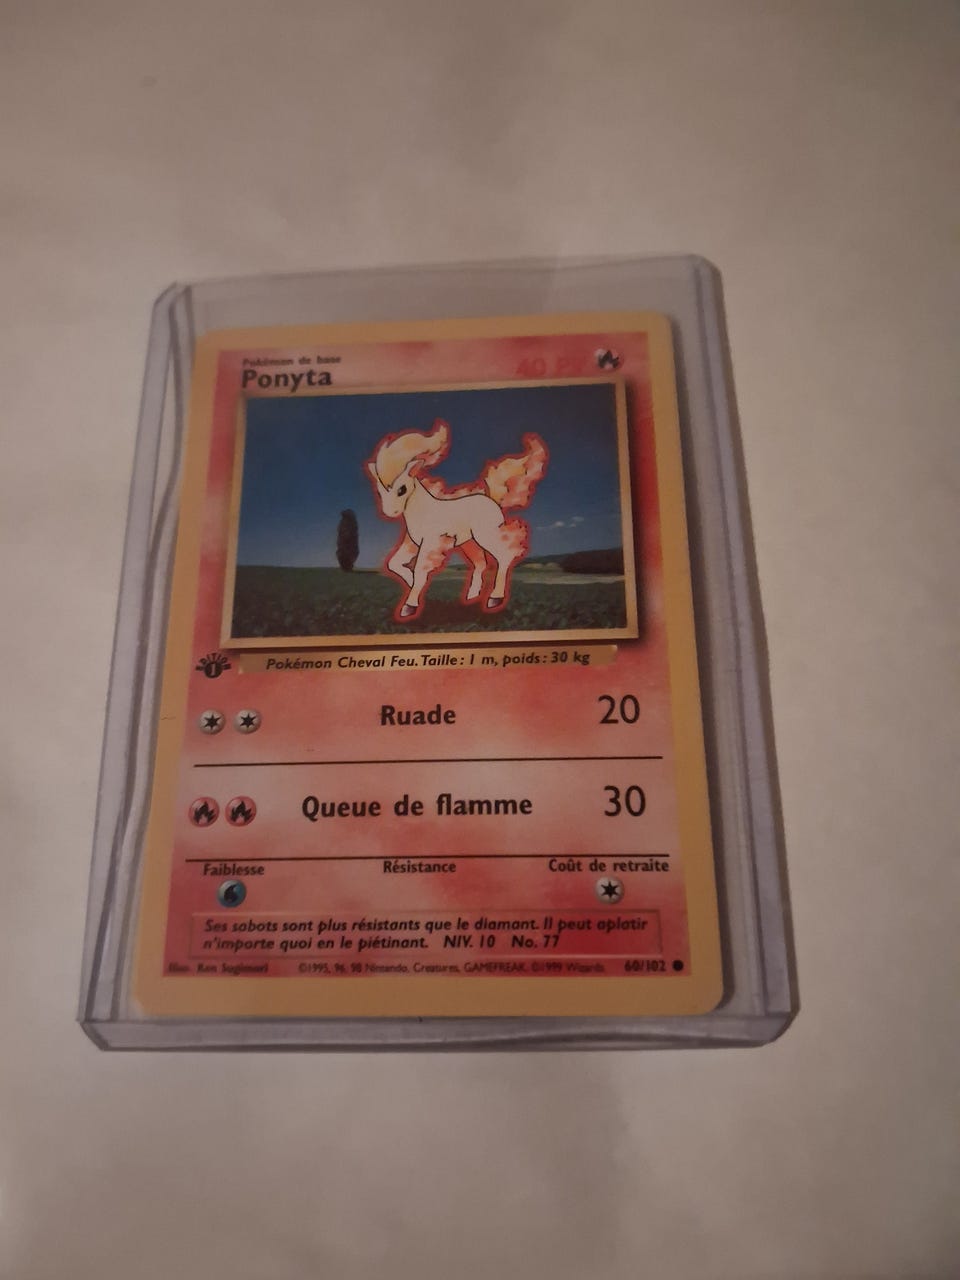 Pokémon de base
Ponyta
40 PV
EDITION
1
Pokémon Cheval Feu. Taille: 1 m, poids: 30 kg
Ruade 20
Queue de flamme 30
Faiblesse Résistance Coût de retraite
Ses sabots sont plus résistants que le diamant. Il peut aplatir
n'importe quoi en le piétinant. NIV. 10 No. 77
Illus. Ken Sugimori ©1995, 96, 98 Nintendo, Creatures, GAMEFREAK. ©1999 Wizards. 60/102